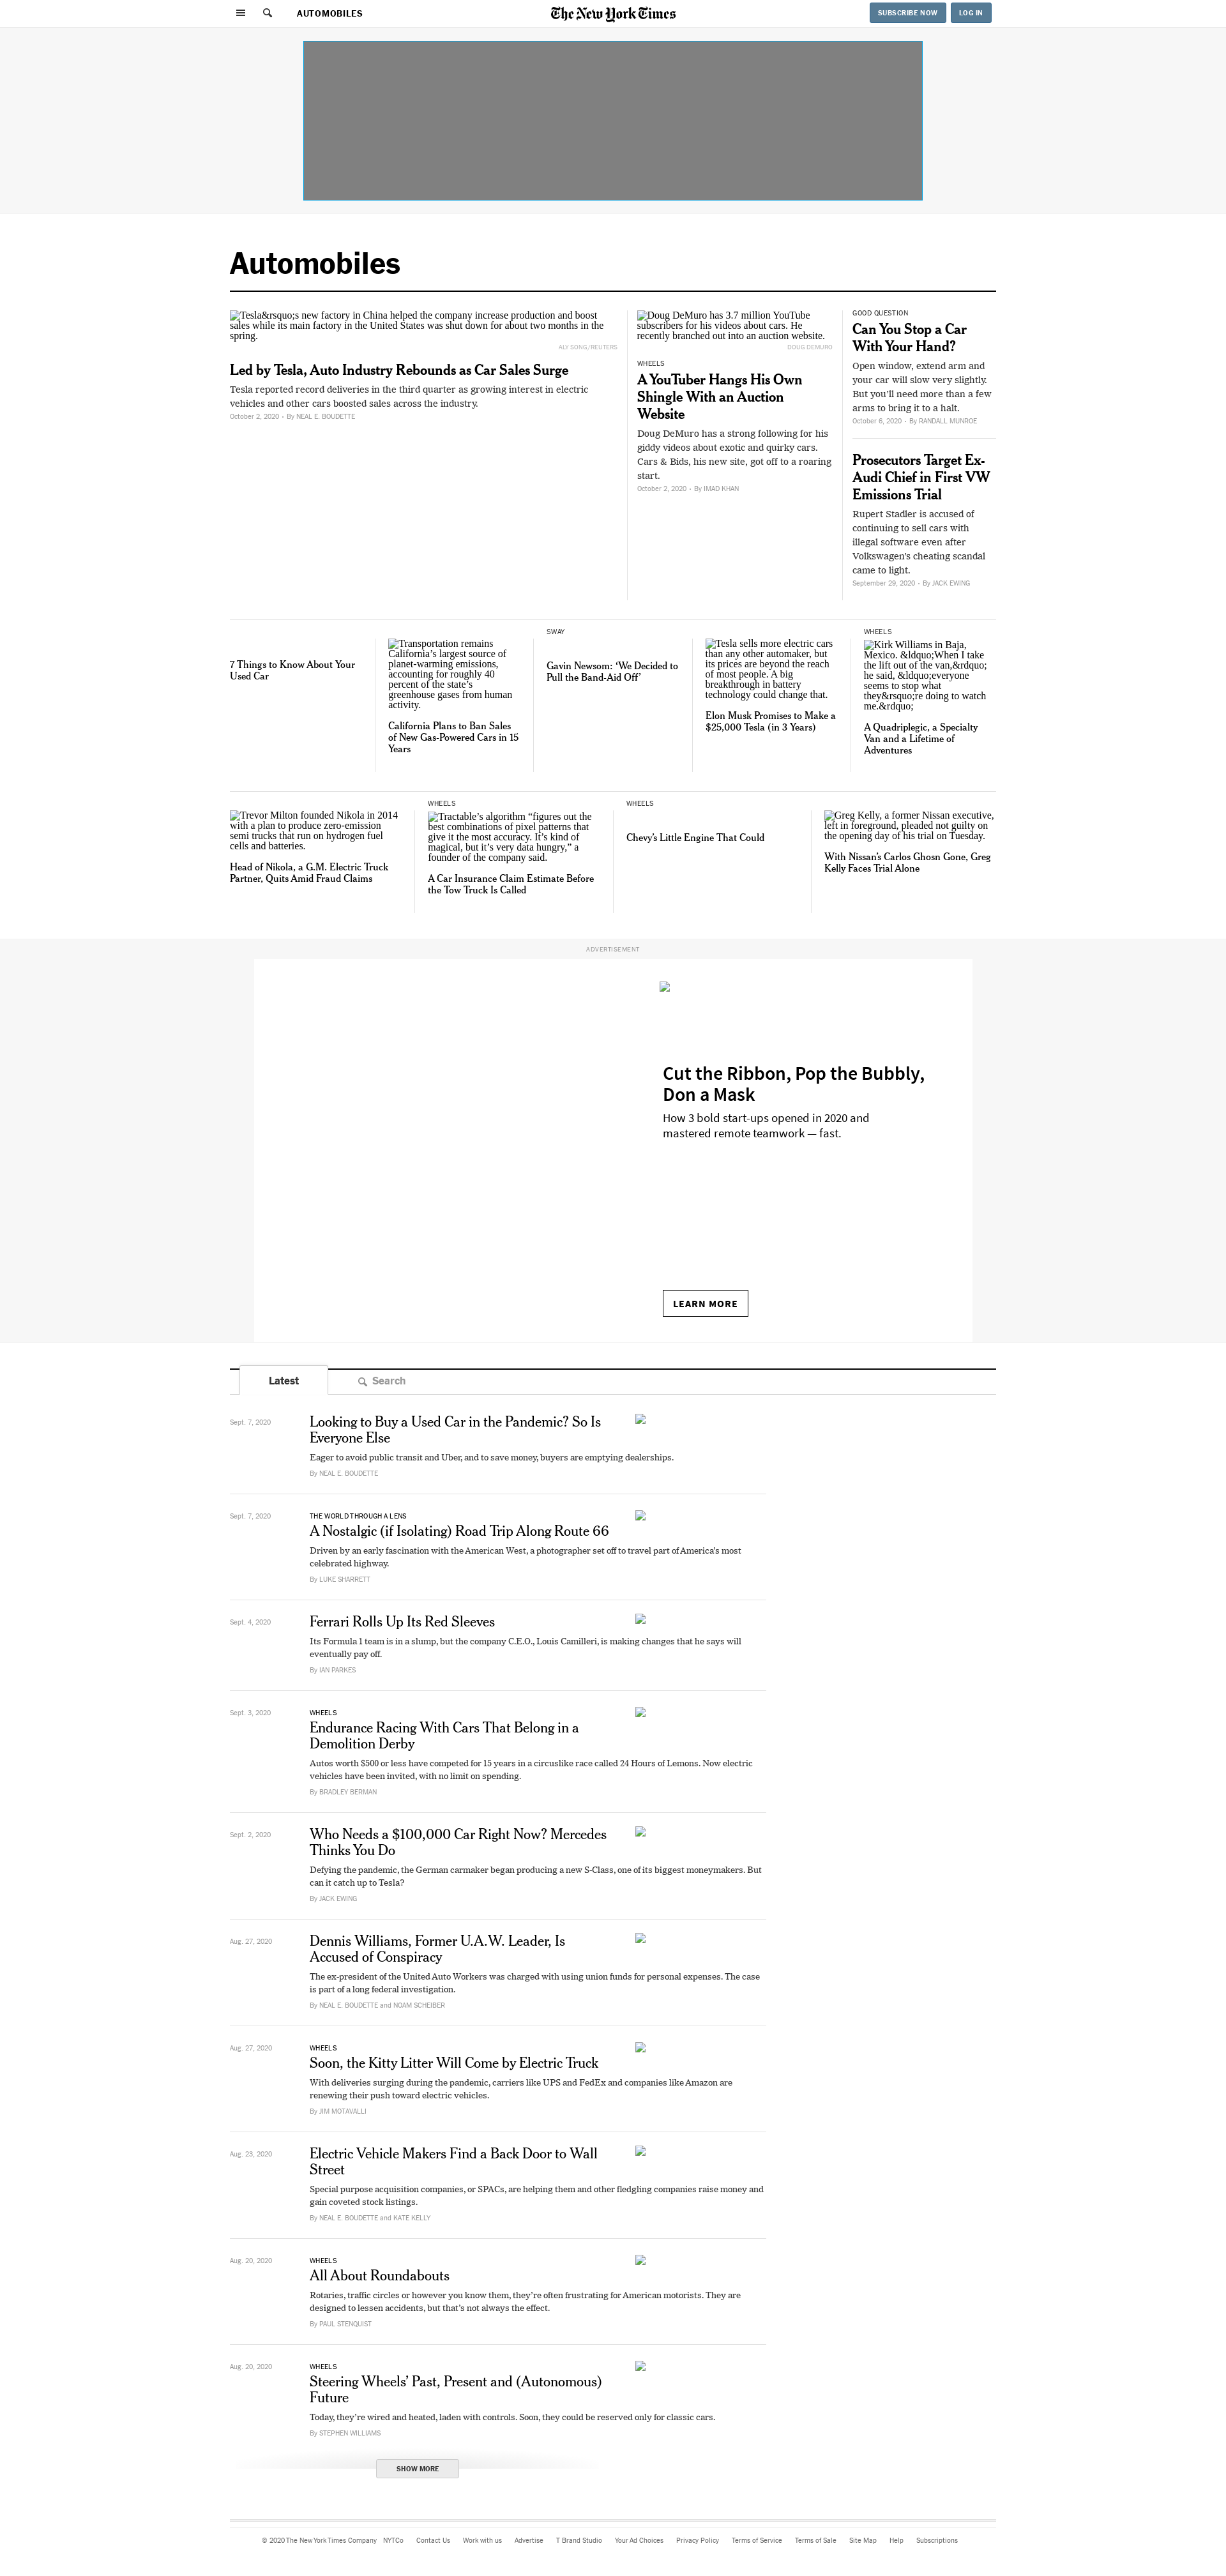 AUTOMOBILES
The New York Times
SUBSCRIBE NOW
LOG IN
Automobiles
Tesla&rsquo;s new factory in China helped the company increase production and boost
sales while its main factory in the United States was shut down for about two months in the
spring.
ALY SONG/REUTERS
Led by Tesla, Auto Industry Rebounds as Car Sales Surge
Tesla reported record deliveries in the third quarter as growing interest in electric
vehicles and other cars boosted sales across the industry.
October 2, 2020 - By NEAL E. BOUDETTE
Doug DeMuro has 3.7 million YouTube
subscribers for his videos about cars. He
recently branched out into an auction website.
DOUG DEMURO
WHEELS
A YouTuber Hangs His Own
Shingle With an Auction
Website
Doug DeMuro has a strong following for his
giddy videos about exotic and quirky cars.
Cars & Bids, his new site, got off to a roaring
start.
October 2, 2020 - By IMAD KHAN
GOOD QUESTION
Can You Stop a Car
With Your Hand?
Open window, extend arm and
your car will slow very slightly.
But you’ll need more than a few
arms to bring it to a halt.
October 6, 2020 - By RANDALL MUNROE
Prosecutors Target Ex-
Audi Chief in First VW
Emissions Trial
Rupert Stadler is accused of
continuing to sell cars with
illegal software even after
Volkswagen’s cheating scandal
came to light.
September 29, 2020 - By JACK EWING
7 Things to Know About Your
Used Car
Transportation remains
California’s largest source of
planet-warming emissions,
accounting for roughly 40
percent of the state’s
greenhouse gases from human
activity.
California Plans to Ban Sales
of New Gas-Powered Cars in 15
Years
SWAY
Gavin Newsom: ‘We Decided to
Pull the Band-Aid Off’
Tesla sells more electric cars
than any other automaker, but
its prices are beyond the reach
of most people. A big
breakthrough in battery
technology could change that.
Elon Musk Promises to Make a
$25,000 Tesla (in 3 Years)
WHEELS
Kirk Williams in Baja,
Mexico. &ldquo;When I take
the lift out of the van,&rdquo;
he said, &ldquo;everyone
seems to stop what
they&rsquo;re doing to watch
me.&rdquo;
A Quadriplegic, a Specialty
Van and a Lifetime of
Adventures
Trevor Milton founded Nikola in 2014
with a plan to produce zero-emission
semi trucks that run on hydrogen fuel
cells and batteries.
Head of Nikola, a G.M. Electric Truck
Partner, Quits Amid Fraud Claims
WHEELS
Tractable’s algorithm “figures out the
best combinations of pixel patterns that
give it the most accuracy. It’s kind of
magical, but it’s very data hungry,” a
founder of the company said.
A Car Insurance Claim Estimate Before
the Tow Truck Is Called
WHEELS
Chevy’s Little Engine That Could
Greg Kelly, a former Nissan executive,
left in foreground, pleaded not guilty on
the opening day of his trial on Tuesday.
With Nissan’s Carlos Ghosn Gone, Greg
Kelly Faces Trial Alone
ADVERTISEMENT
Cut the Ribbon, Pop the Bubbly,
Don a Mask
How 3 bold start-ups opened in 2020 and
mastered remote teamwork — fast.
LEARN MORE
Latest
Search
Sept. 7, 2020
Looking to Buy a Used Car in the Pandemic? So Is
Everyone Else
Eager to avoid public transit and Uber, and to save money, buyers are emptying dealerships.
By NEAL E. BOUDETTE
Sept. 7, 2020
THE WORLD THROUGH A LENS
A Nostalgic (if Isolating) Road Trip Along Route 66
Driven by an early fascination with the American West, a photographer set off to travel part of America’s most
celebrated highway.
By LUKE SHARRETT
Sept. 4, 2020
Ferrari Rolls Up Its Red Sleeves
Its Formula 1 team is in a slump, but the company C.E.O., Louis Camilleri, is making changes that he says will
eventually pay off.
By IAN PARKES
Sept. 3, 2020
WHEELS
Endurance Racing With Cars That Belong in a
Demolition Derby
Autos worth $500 or less have competed for 15 years in a circuslike race called 24 Hours of Lemons. Now electric
vehicles have been invited, with no limit on spending.
By BRADLEY BERMAN
Sept. 2, 2020
Who Needs a $100,000 Car Right Now? Mercedes
Thinks You Do
Defying the pandemic, the German carmaker began producing a new S-Class, one of its biggest moneymakers. But
can it catch up to Tesla?
By JACK EWING
Aug. 27, 2020
Dennis Williams, Former U.A.W. Leader, Is
Accused of Conspiracy
The ex-president of the United Auto Workers was charged with using union funds for personal expenses. The case
is part of a long federal investigation.
By NEAL E. BOUDETTE and NOAM SCHEIBER
Aug. 27, 2020
WHEELS
Soon, the Kitty Litter Will Come by Electric Truck
With deliveries surging during the pandemic, carriers like UPS and FedEx and companies like Amazon are
renewing their push toward electric vehicles.
By JIM MOTAVALLI
Aug. 23, 2020
Electric Vehicle Makers Find a Back Door to Wall
Street
Special purpose acquisition companies, or SPACs, are helping them and other fledgling companies raise money and
gain coveted stock listings.
By NEAL E. BOUDETTE and KATE KELLY
Aug. 20, 2020
WHEELS
All About Roundabouts
Rotaries, traffic circles or however you know them, they’re often frustrating for American motorists. They are
designed to lessen accidents, but that’s not always the effect.
By PAUL STENQUIST
Aug. 20, 2020
WHEELS
Steering Wheels’ Past, Present and (Autonomous)
Future
Today, they’re wired and heated, laden with controls. Soon, they could be reserved only for classic cars.
By STEPHEN WILLIAMS
SHOW MORE
© 2020 The New York Times Company NYTCo Contact Us Work with us Advertise T Brand Studio Your Ad Choices Privacy Policy Terms of Service Terms of Sale Site Map Help Subscriptions